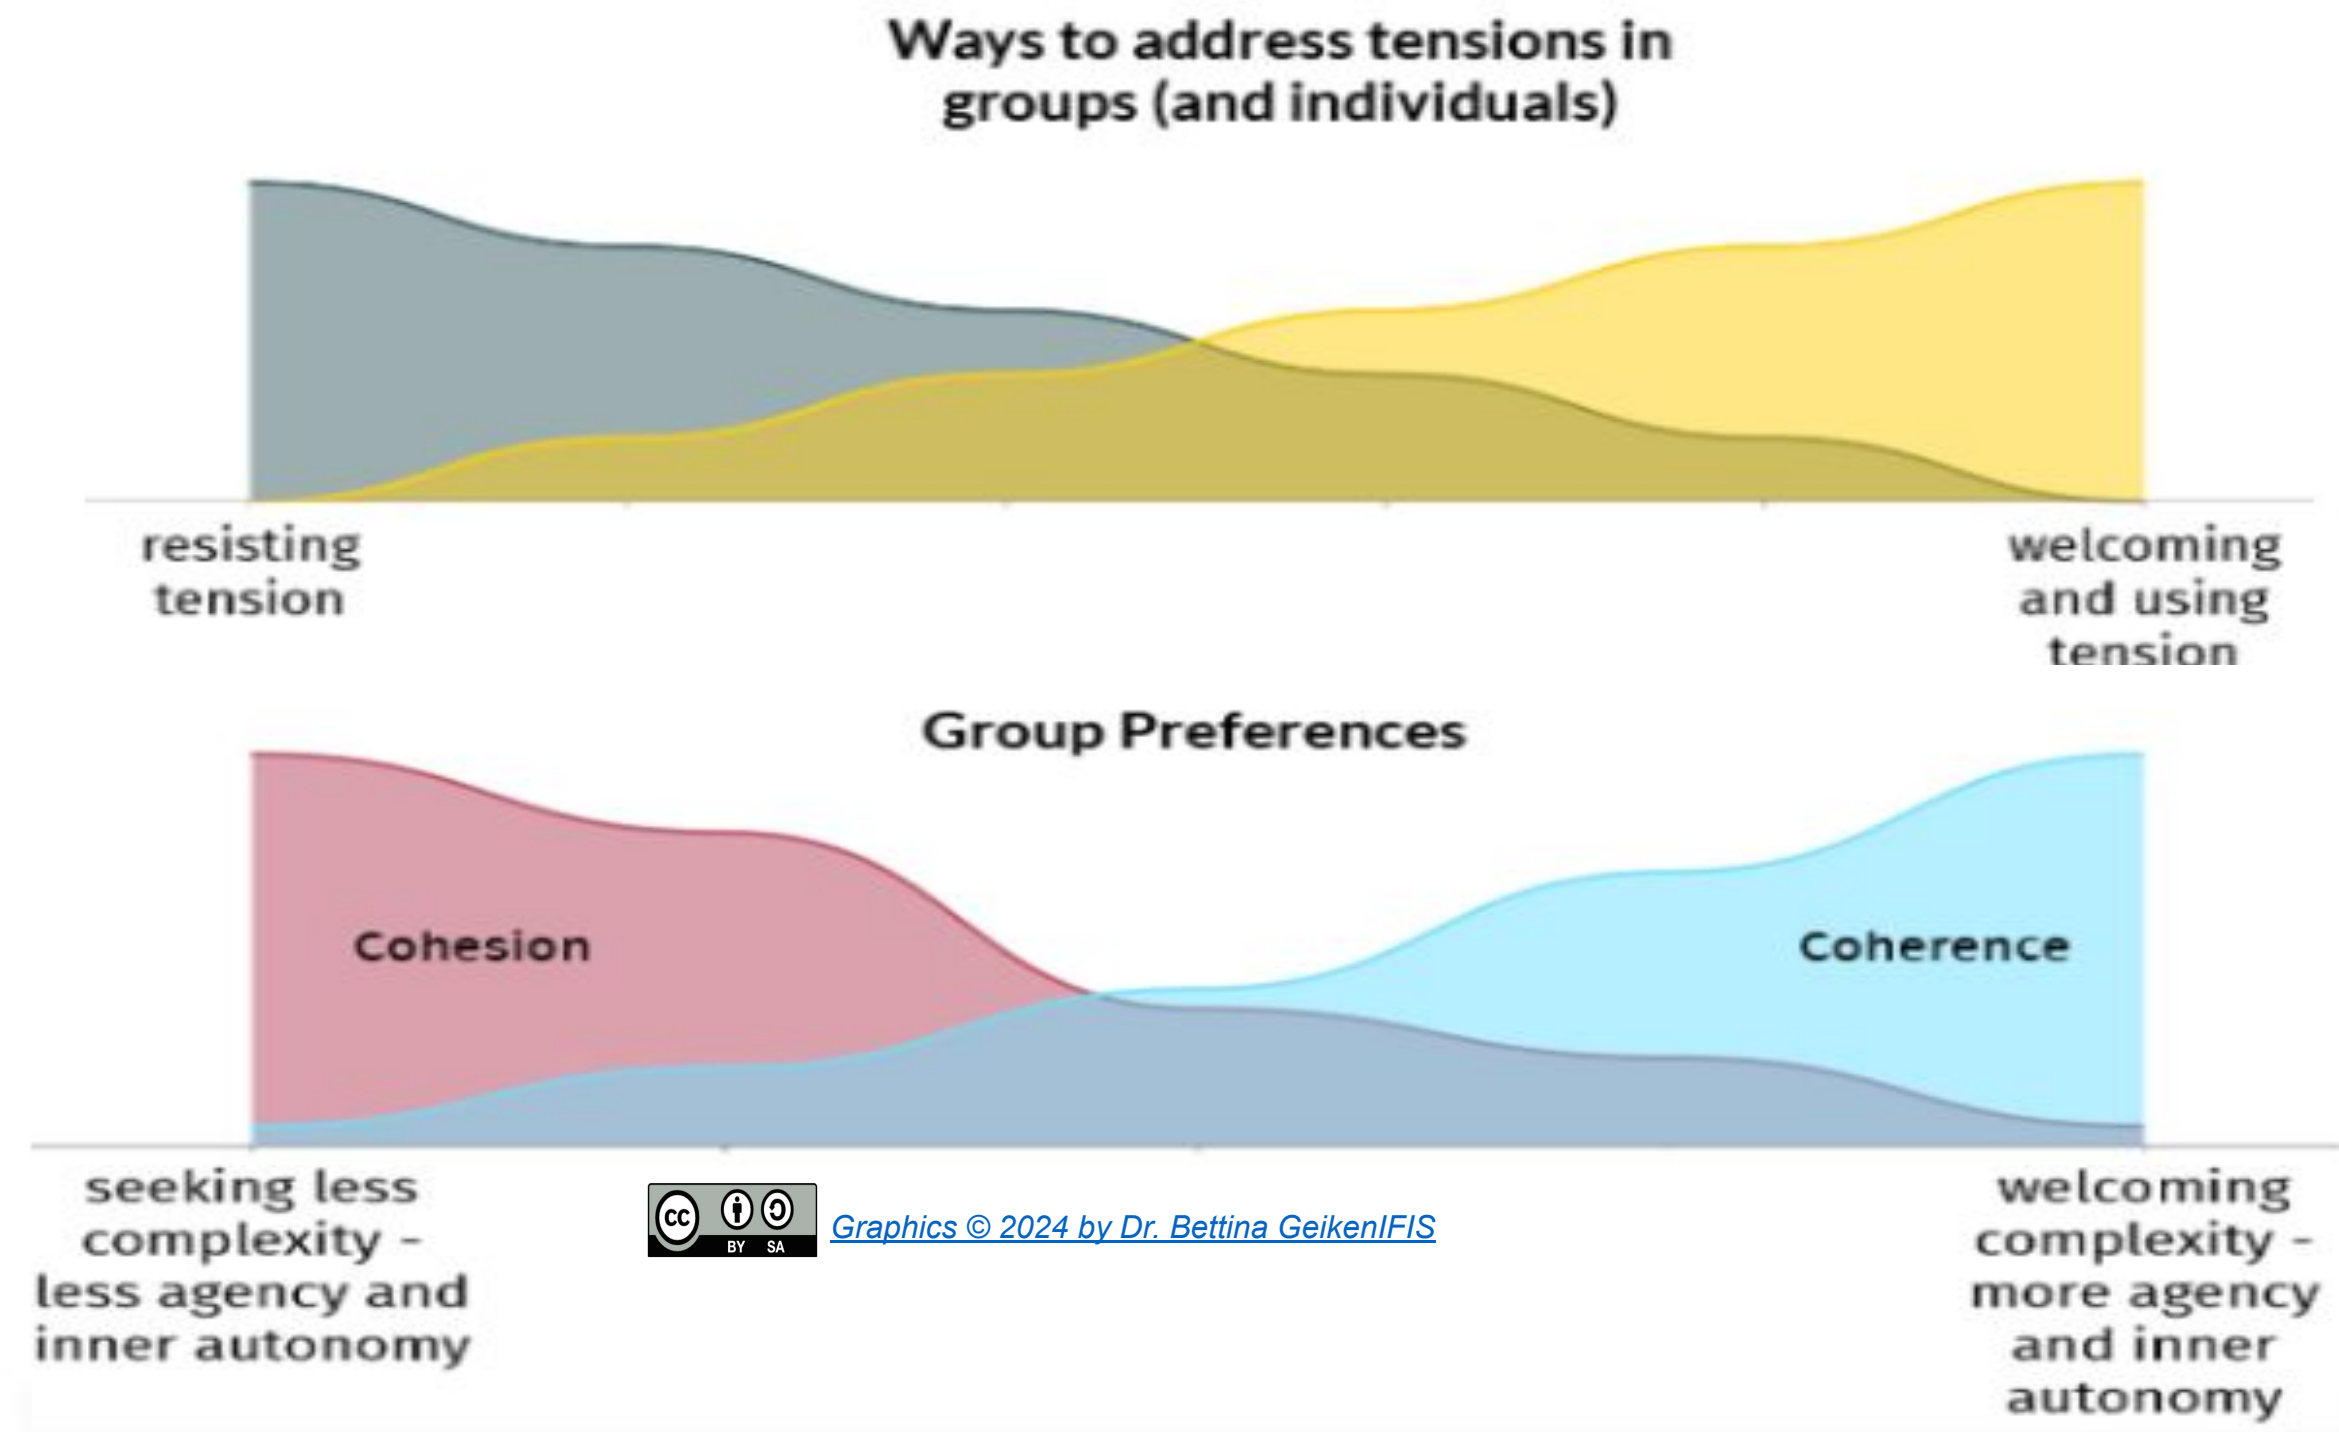 Ways to address tensions in
groups (and individuals)
resisting
tension
welcoming
and using
tension
Group Preferences
Cohesion
Coherence
seeking less
complexity -
less agency and
inner autonomy
cc
BY SA
Graphics © 2024 by Dr. Bettina GeikenIFIS
welcoming
complexity -
more agency
and inner
autonomy